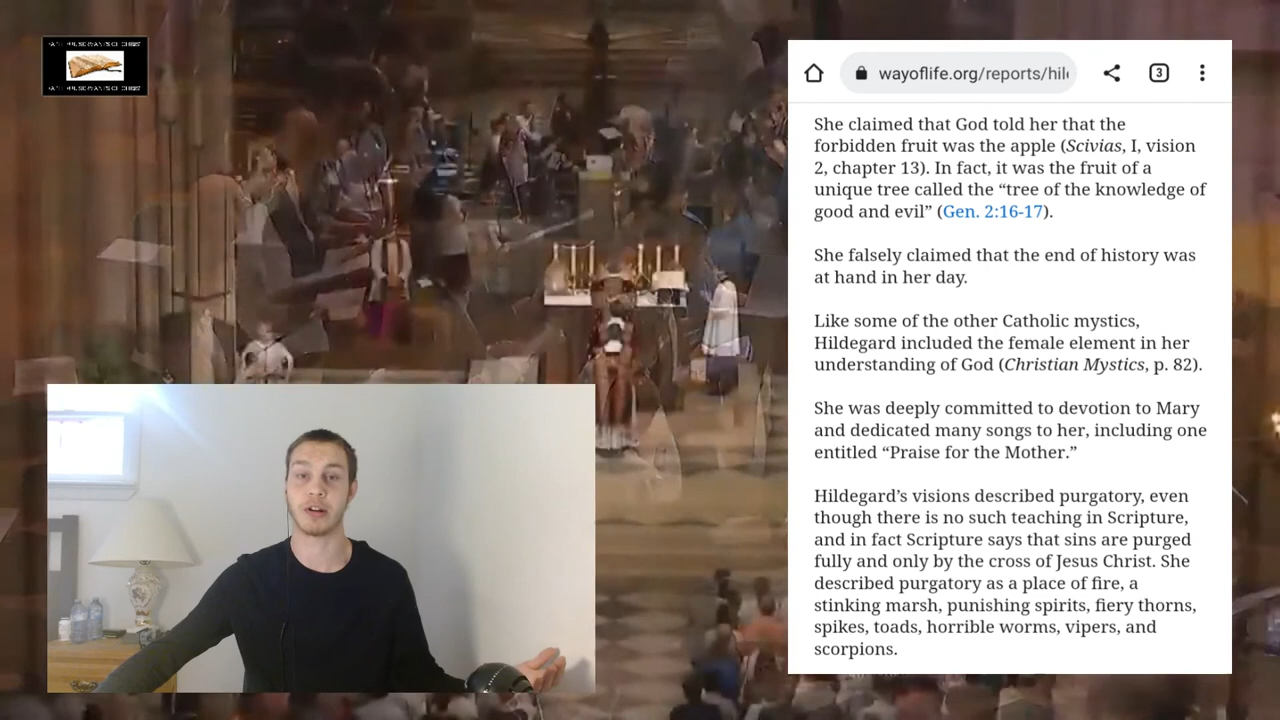 FAITHFUL SERVANTS OF CHRIST
FAITHFUL SERVANTS OF CHRIST
wayoflife.org/reports/hil
3
She claimed that God told her that the
forbidden fruit was the apple (Scivias, I, vision
2, chapter 13). In fact, it was the fruit of a
unique tree called the “tree of the knowledge of
good and evil” (Gen. 2:16-17).
She falsely claimed that the end of history was
at hand in her day.
Like some of the other Catholic mystics,
Hildegard included the female element in her
understanding of God (Christian Mystics, p. 82).
She was deeply committed to devotion to Mary
and dedicated many songs to her, including one
entitled “Praise for the Mother.”
Hildegard’s visions described purgatory, even
though there is no such teaching in Scripture,
and in fact Scripture says that sins are purged
fully and only by the cross of Jesus Christ. She
described purgatory as a place of fire, a
stinking marsh, punishing spirits, fiery thorns,
spikes, toads, horrible worms, vipers, and
scorpions.